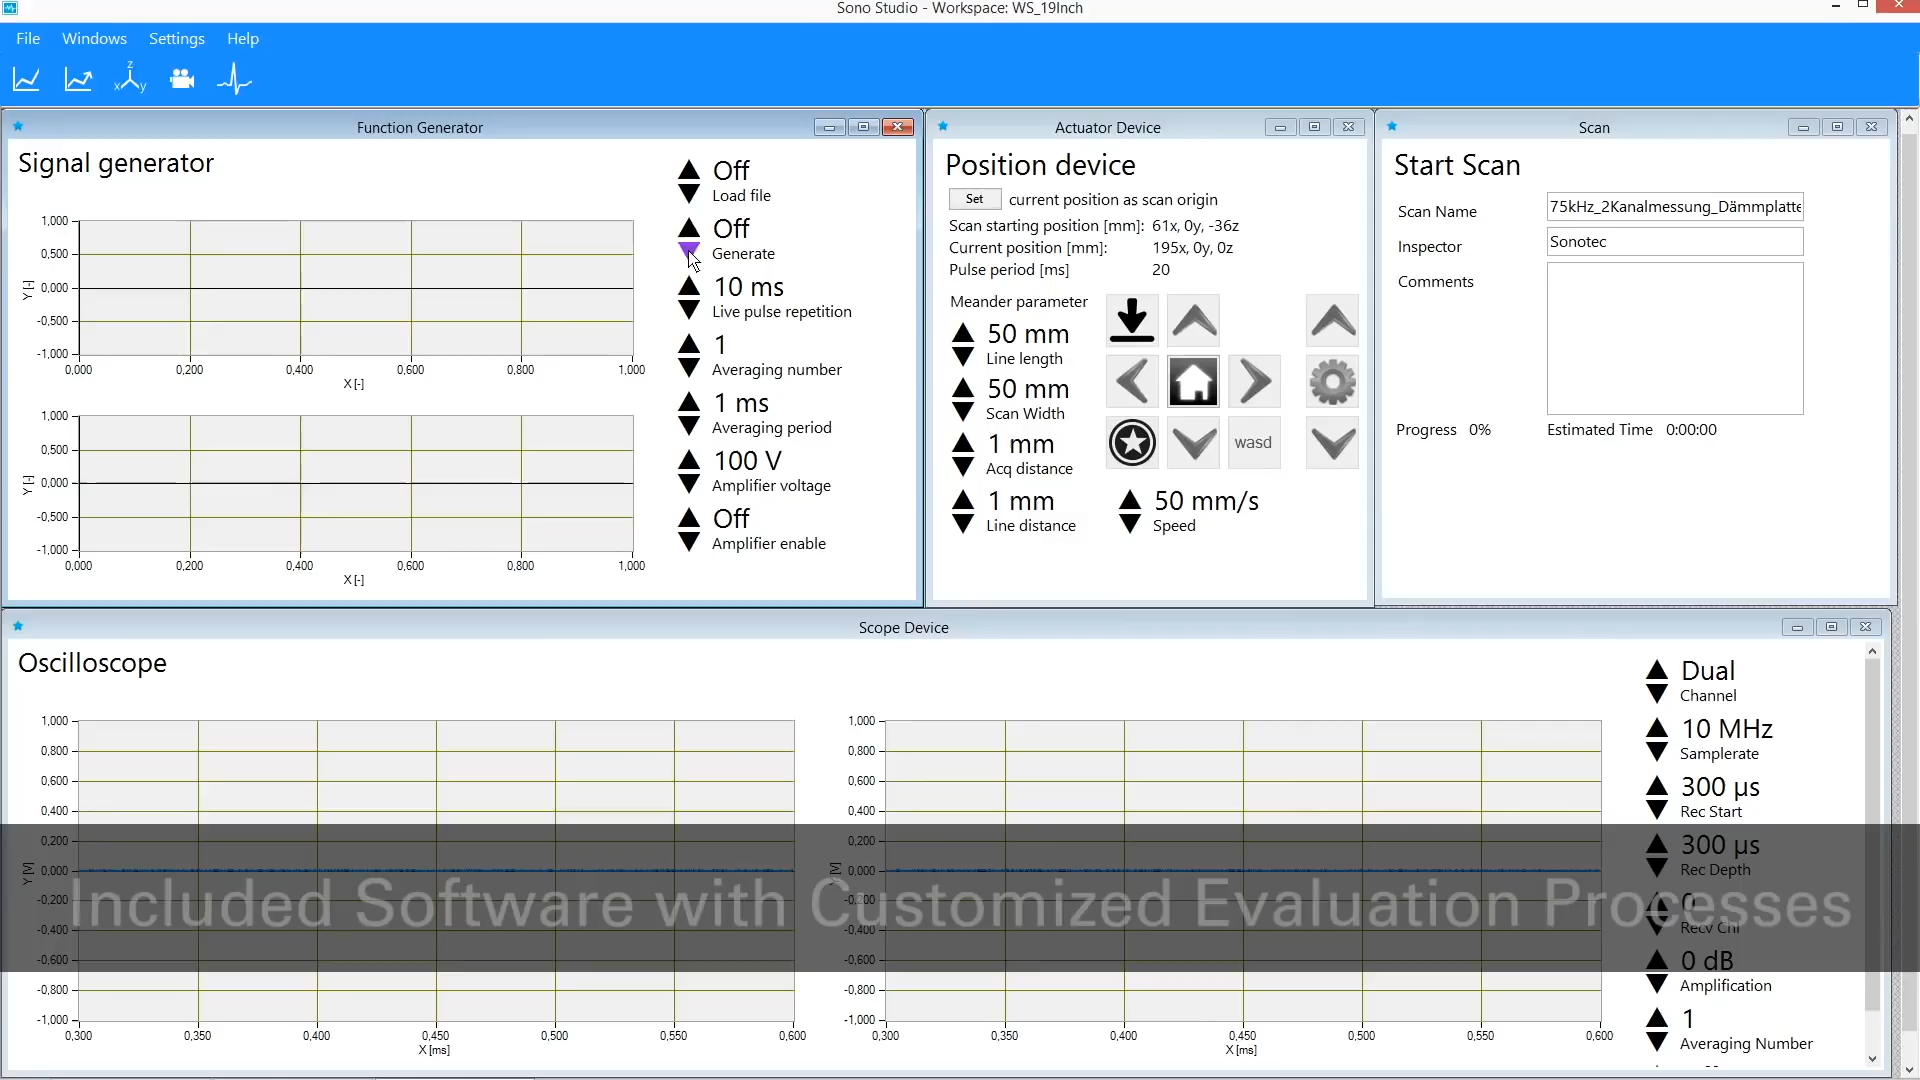 Sono Studio - Workspace: WS_19Inch
File Windows Settings Help
z
x y
Function Generator
Signal generator
1,000
0,500
0,000
-0,500
-1,000
Y [-]
0,000 0,200 0,400 0,600 0,800 1,000
X [-]
1,000
0,500
0,000
-0,500
-1,000
Y [-]
0,000 0,200 0,400 0,600 0,800 1,000
X [-]
Off
Load file
Off
Generate
10 ms
Live pulse repetition
1
Averaging number
1 ms
Averaging period
100 V
Amplifier voltage
Off
Amplifier enable
Actuator Device
Position device
Set current position as scan origin
Scan starting position [mm]: 61x, 0y, -36z
Current position [mm]: 195x, 0y, 0z
Pulse period [ms] 20
Meander parameter
50 mm
Line length
50 mm
Scan Width
1 mm
Acq distance
1 mm
Line distance
wasd
50 mm/s
Speed
Scan
Start Scan
Scan Name 75kHz_2Kanalmessung_Dämmplatte
Inspector Sonotec
Comments
Progress 0% Estimated Time 0:00:00
Scope Device
Oscilloscope
1,000
0,800
0,600
0,400
0,200
0,000
-0,200
-0,400
-0,600
-0,800
-1,000
Y [V]
0,300 0,350 0,400 0,450 0,500 0,550 0,600
X [ms]
1,000
0,800
0,600
0,400
0,200
0,000
-0,200
-0,400
-0,600
-0,800
-1,000
Y [V]
0,300 0,350 0,400 0,450 0,500 0,550 0,600
X [ms]
Dual
Channel
10 MHz
Samplerate
300 µs
Rec Start
300 µs
Rec Depth
0
Recv Chl
0 dB
Amplification
1
Averaging Number
Included Software with Customized Evaluation Processes